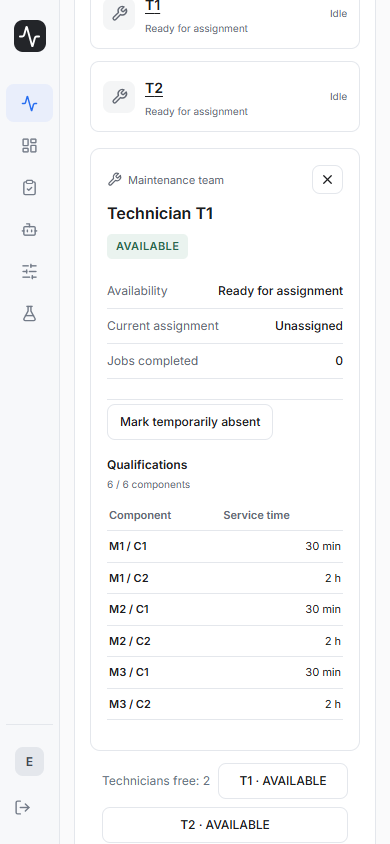 T1
Idle
Ready for assignment
T2
Idle
Ready for assignment
Maintenance team
Technician T1
AVAILABLE
Availability Ready for assignment
Current assignment Unassigned
Jobs completed 0
Mark temporarily absent
Qualifications
6 / 6 components
Component Service time
M1 / C1 30 min
M1 / C2 2 h
M2 / C1 30 min
M2 / C2 2 h
M3 / C1 30 min
M3 / C2 2 h
E
Technicians free: 2 T1 · AVAILABLE
T2 · AVAILABLE